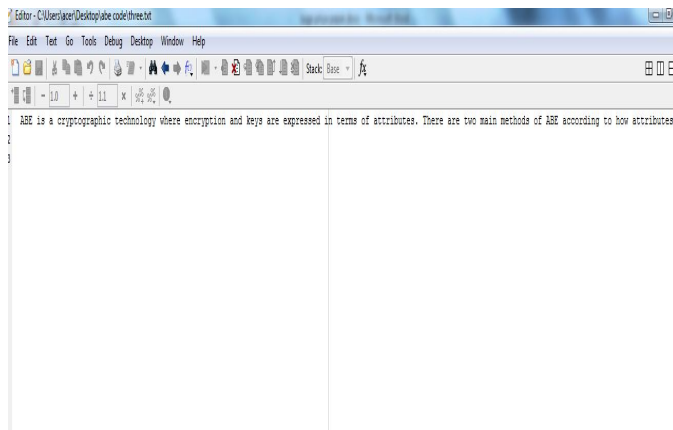 Editor - C:\Users\acer\Desktop\abe code\three.txt
File Edit Text Go Tools Debug Desktop Window Help
Stack: Base fx
- 1.0 + ÷ 1.1 ×
1 ABE is a cryptographic technology where encryption and keys are expressed in terms of attributes. There are two main methods of ABE according to how attributes
2
3